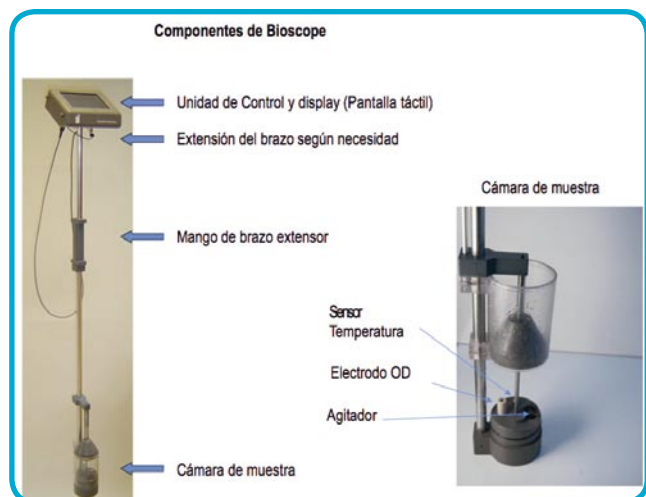 Componentes de Bioscope
Unidad de Control y display (Pantalla táctil)
Extensión del brazo según necesidad
Mango de brazo extensor
Cámara de muestra
Cámara de muestra
Sensor
Temperatura
Electrodo OD
Agitador